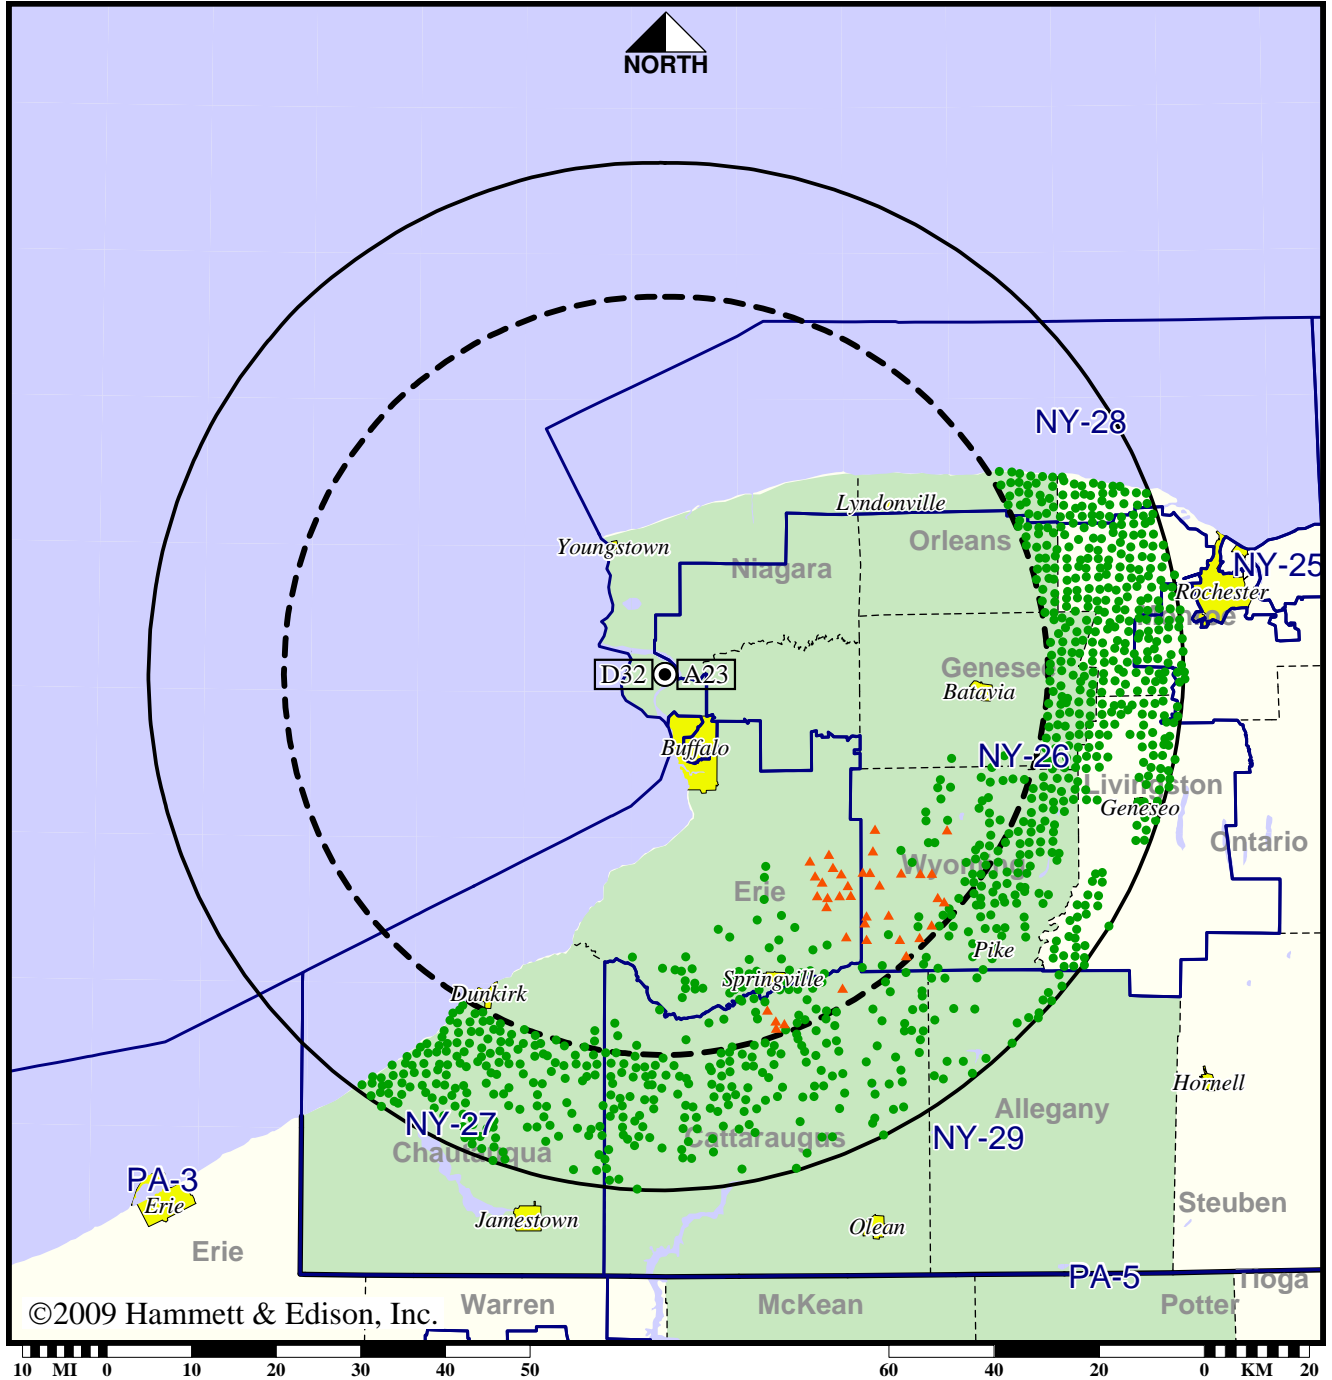 NORTH
NY-28
Lyndonville
Orleans
Youngstown
Niagara
NY-25
Rochester
Monroe
D32
A23
Genesee
Batavia
Buffalo
NY-26
Livingston
Geneseo
Ontario
Wyoming
Erie
Pike
Springville
Dunkirk
Hornell
Allegany
NY-27
NY-29
Cattaraugus
Chautauqua
PA-3
Erie
Steuben
Jamestown
Olean
Erie
PA-5
Tioga
Warren
McKean
Potter
©2009 Hammett & Edison, Inc.
10 MI 0 10 20 30 40 50 60 40 20 0 KM 20